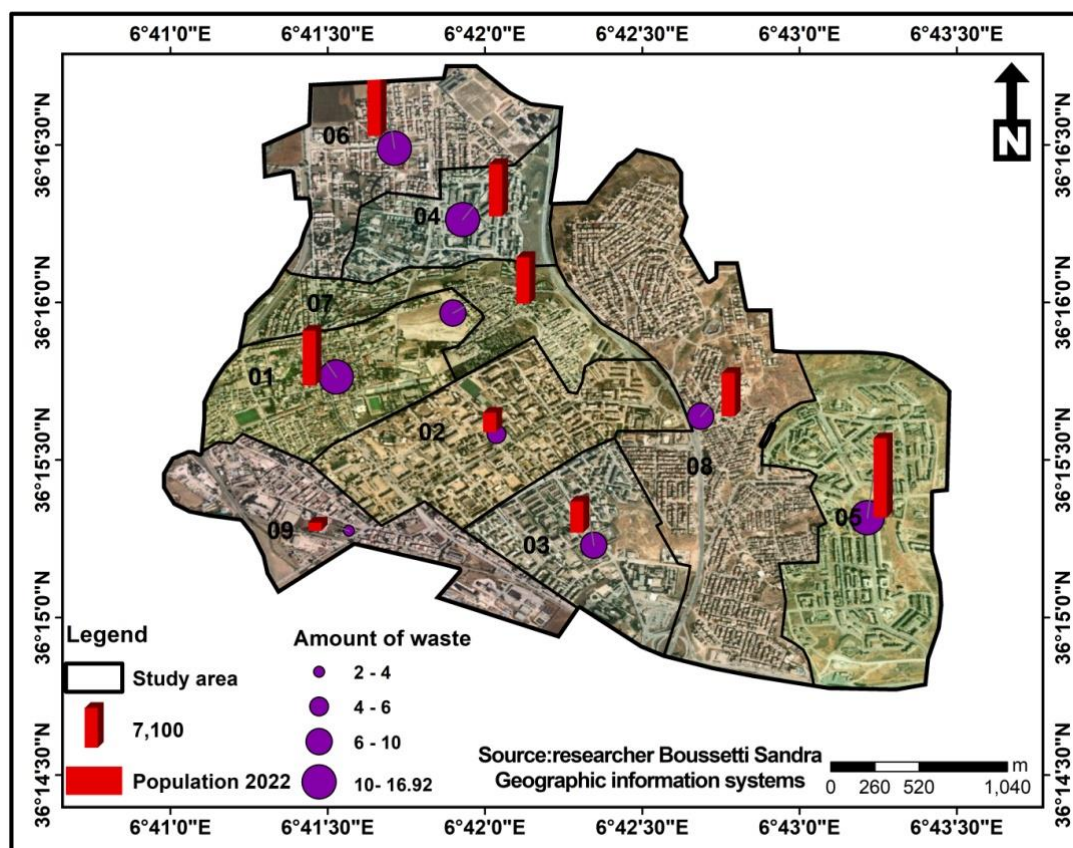 6°41'0"E 6°41'30"E 6°42'0"E 6°42'30"E 6°43'0"E 6°43'30"E
36°16'30"N 36°16'30"N
N
06
04
36°16'0"N 36°16'0"N
07
01
02
36°15'30"N 36°15'30"N
08
05
09
03
36°15'0"N 36°15'0"N
Legend
Study area
7,100
Population 2022
Amount of waste
2 - 4
4 - 6
6 - 10
10- 16.92
Source:researcher Boussetti Sandra
Geographic information systems
m
0 260 520 1,040
36°14'30"N 36°14'30"N
6°41'0"E 6°41'30"E 6°42'0"E 6°42'30"E 6°43'0"E 6°43'30"E